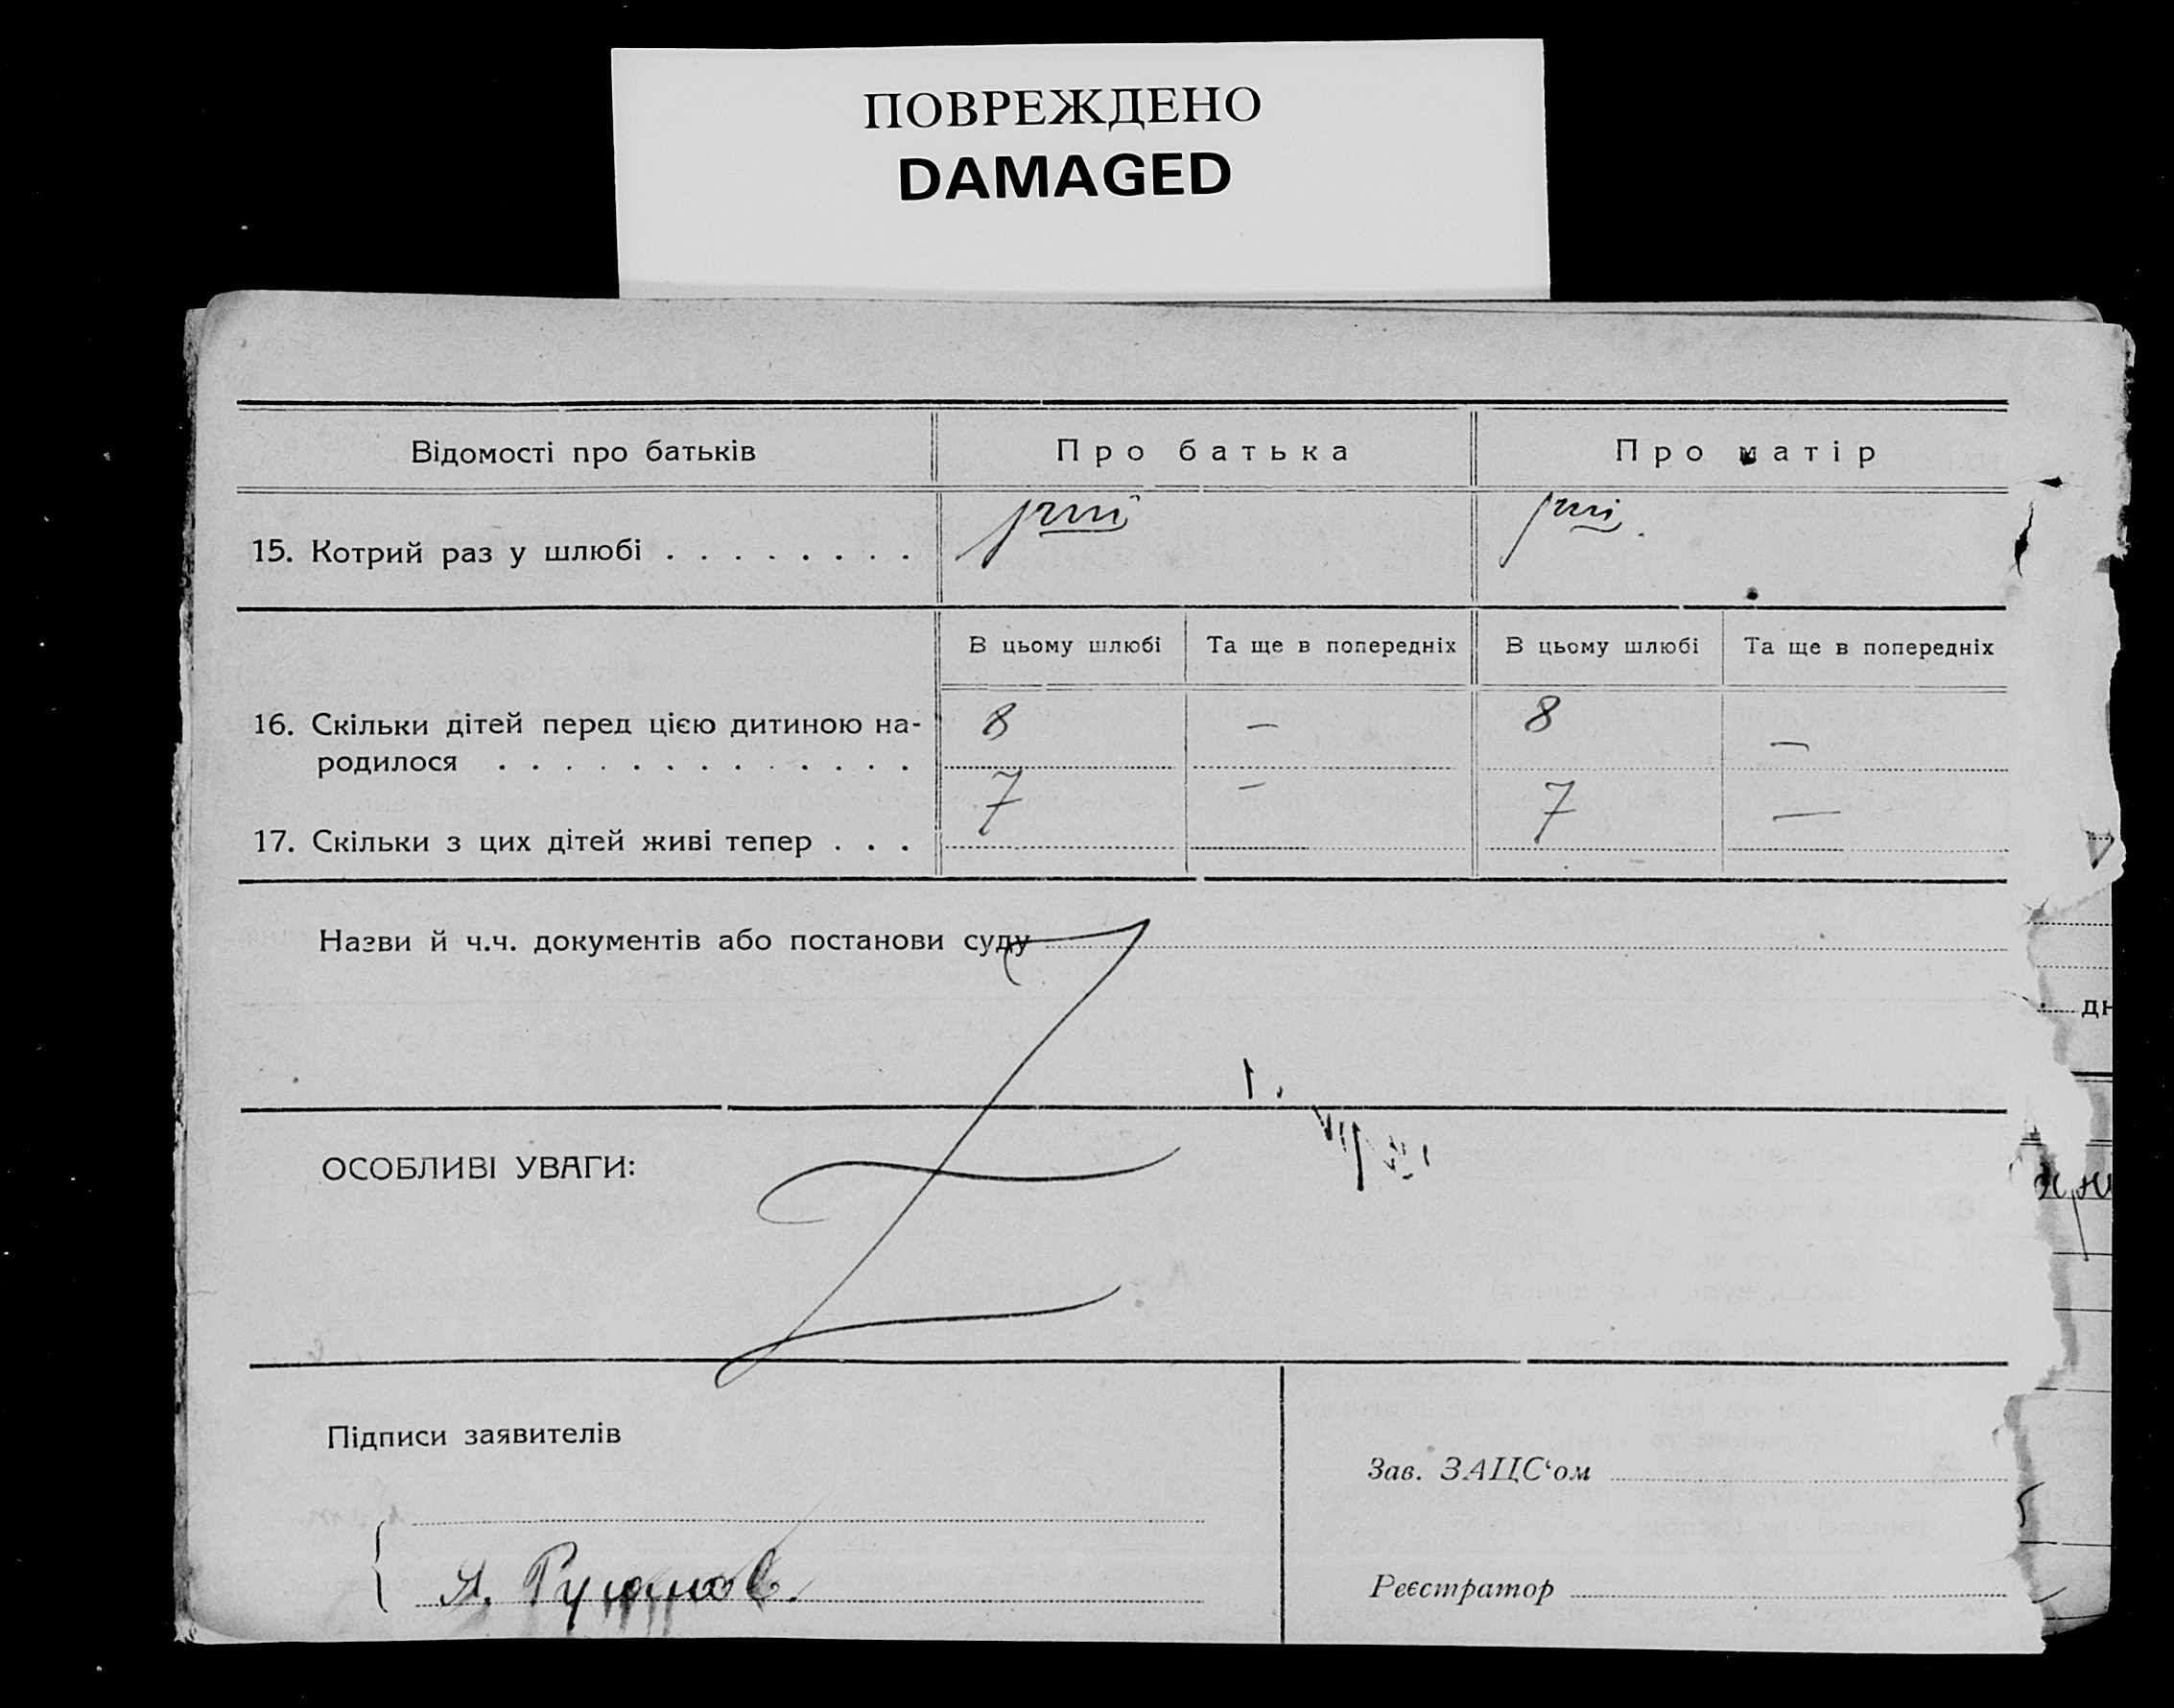 ПОВРЕЖДЕНО
DAMAGED
Відомості про батьків
Про батька
Про матір
15. Котрий раз у шлюбі . . . . . . . .
В цьому шлюбі
Та ще в попередніх
В цьому шлюбі
Та ще в попередніх
16. Скільки дітей перед цією дитиною на-
родилося . . . . . . . . . . . . .
8
—
8
—
17. Скільки з цих дітей живі тепер . . .
7
—
7
—
Назви й ч.ч. документів або постанови суду
дн
ОСОБЛИВІ УВАГИ:
Підписи заявителів
Зав. ЗАЦС‘ом
Реєстратор